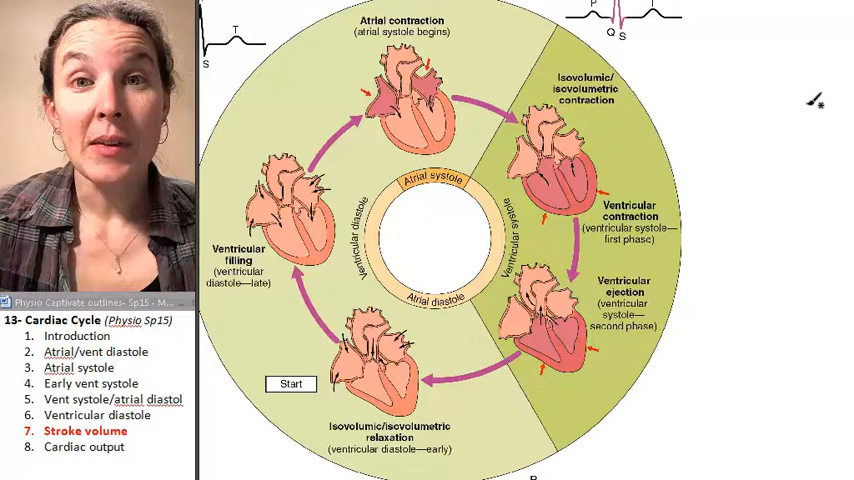 T
S
P
T
Q
S
Atrial contraction
(atrial systole begins)
Isovolumic/
isovolumetric
contraction
Atrial systole
Ventricular diastole
Ventricular systole
Atrial diastole
Ventricular
contraction
(ventricular systole—
first phase)
Ventricular
filling
(ventricular
diastole—late)
Ventricular
ejection
(ventricular
systole—
second phase)
Start
Isovolumic/isovolumetric
relaxation
(ventricular diastole—early)
Physio Captivate outlines- Sp15 - M...
13- Cardiac Cycle (Physio Sp15)
1. Introduction
2. Atrial/vent diastole
3. Atrial systole
4. Early vent systole
5. Vent systole/atrial diastol
6. Ventricular diastole
7. Stroke volume
8. Cardiac output